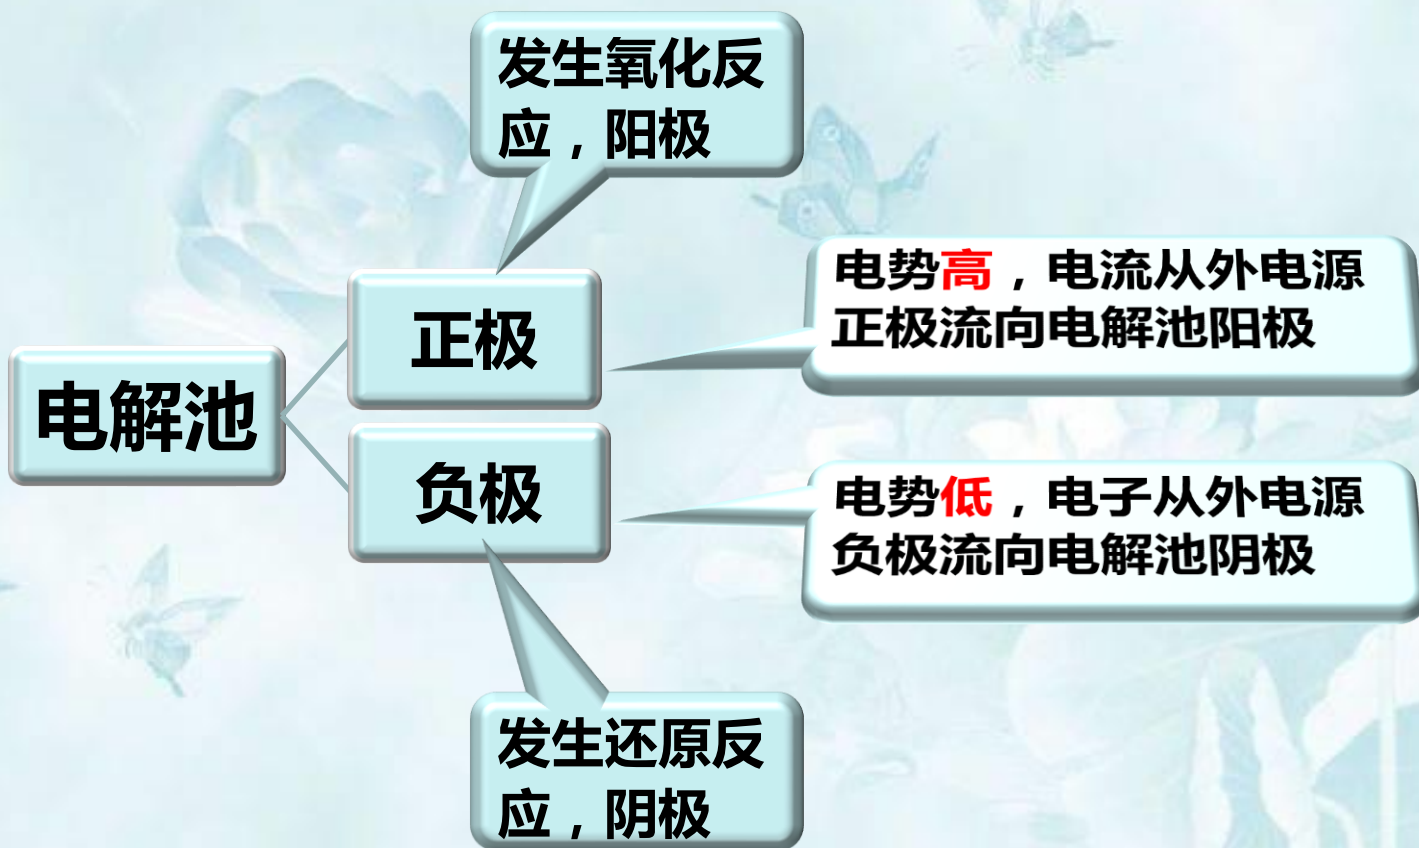 发生氧化反
应，阳极
正极
电势高，电流从外电源
正极流向电解池阳极
电解池
负极
电势低，电子从外电源
负极流向电解池阴极
发生还原反
应，阴极